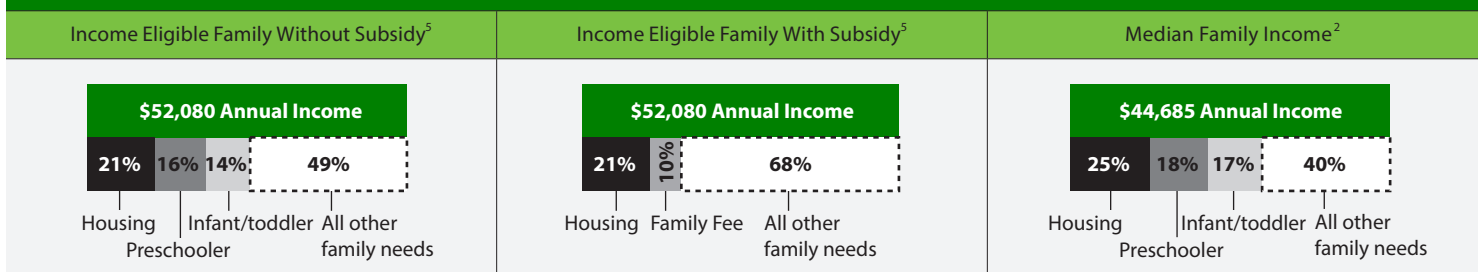 Income Eligible Family Without Subsidy⁵
Income Eligible Family With Subsidy⁵
Median Family Income²
$52,080 Annual Income
21% 16% 14% 49%
Housing
Preschooler
Infant/toddler
All other
family needs
$52,080 Annual Income
21% 10% 68%
Housing
Family Fee
All other
family needs
$44,685 Annual Income
25% 18% 17% 40%
Housing
Preschooler
Infant/toddler
All other
family needs